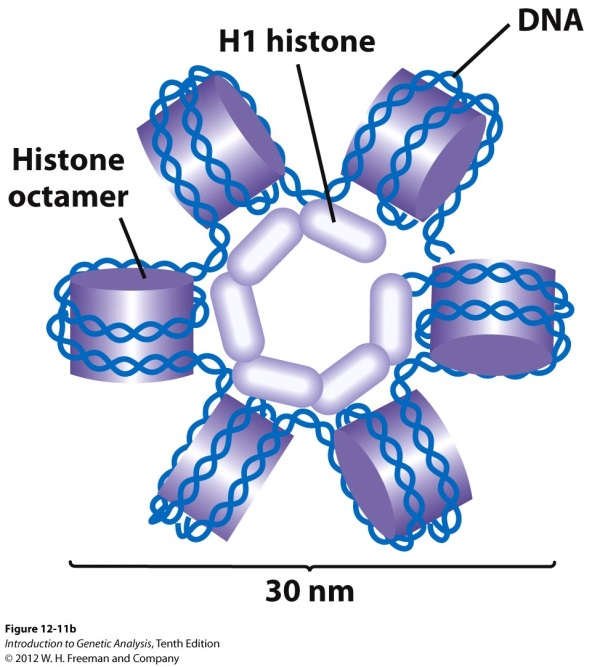 DNA
H1 histone
Histone
octamer
30 nm
Figure 12-11b
Introduction to Genetic Analysis, Tenth Edition
© 2012 W. H. Freeman and Company